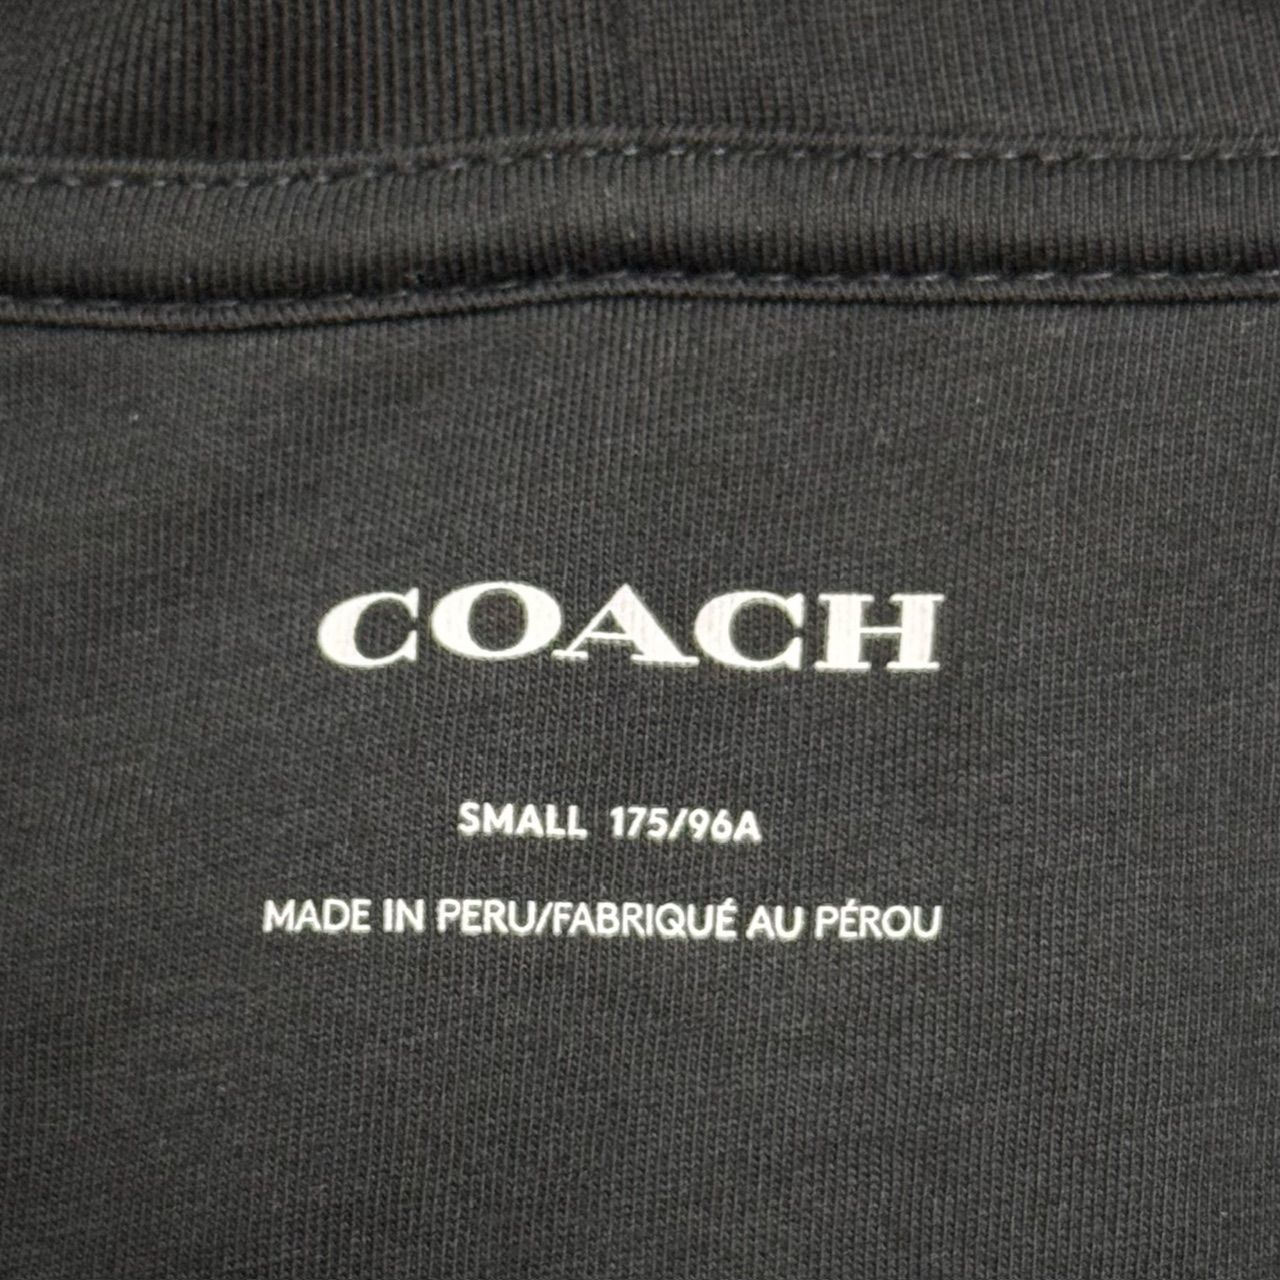 COACH
SMALL 175/96A
MADE IN PERU/FABRIQUÉ AU PÉROU